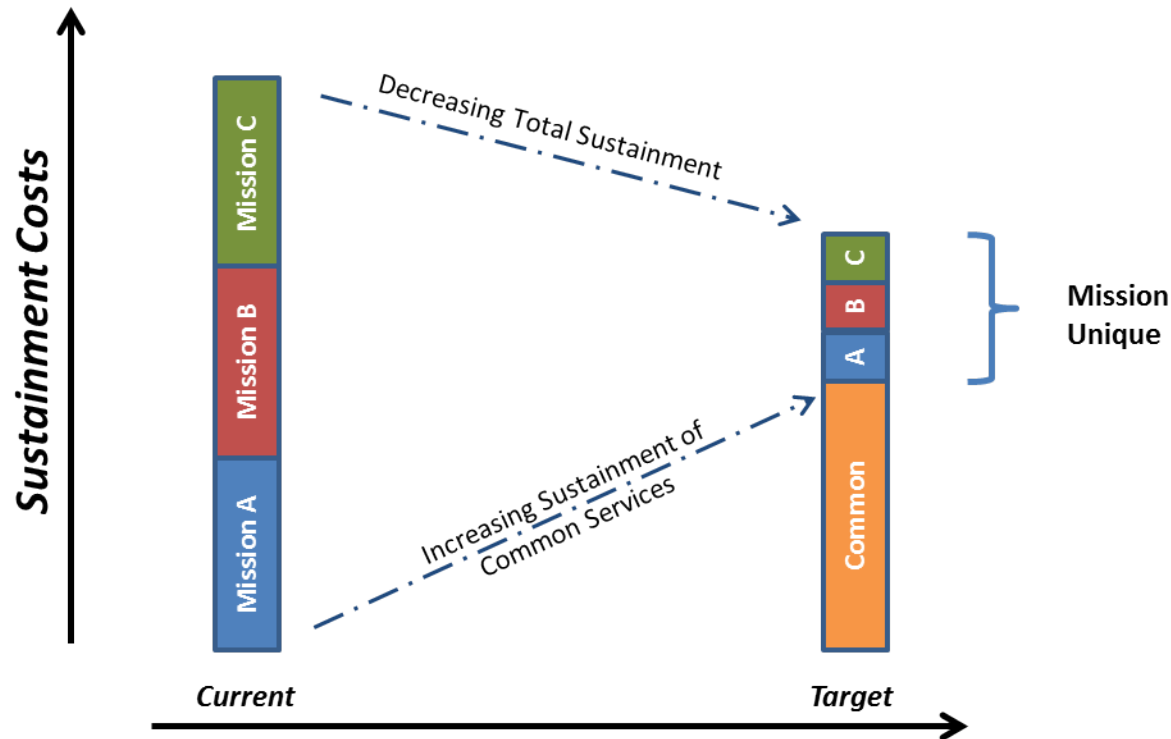 Sustainment Costs
Mission C
Mission B
Mission A
Decreasing Total Sustainment
Increasing Sustainment of
Common Services
C
B
A
Common
Mission
Unique
Current
Target